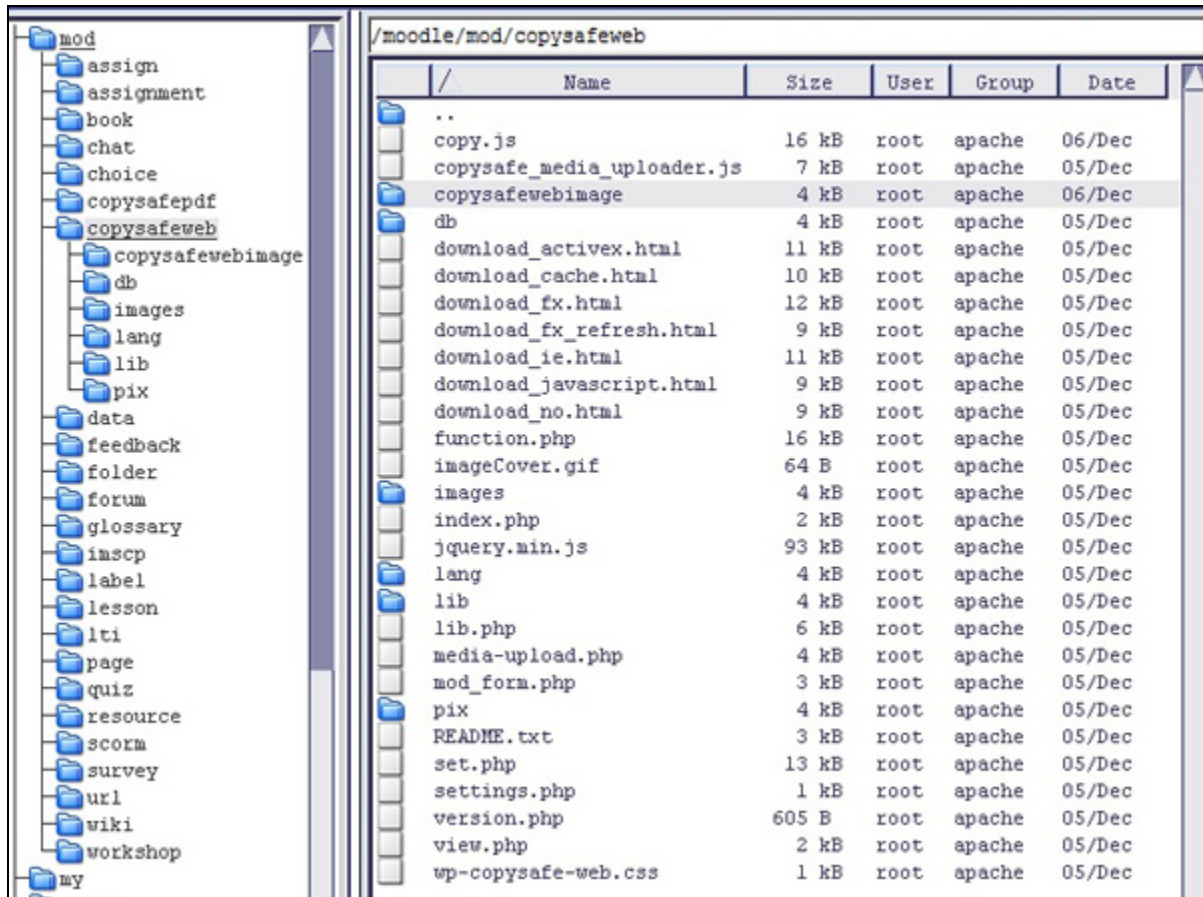 mod
assign
assignment
book
chat
choice
copysafepdf
copysafeweb
copysafewebimage
db
images
lang
lib
pix
data
feedback
folder
forum
glossary
imscp
label
lesson
lti
page
quiz
resource
scorm
survey
url
wiki
workshop
my
/moodle/mod/copysafeweb
/ Name Size User Group Date
..
copy.js 16 kB root apache 06/Dec
copysafe_media_uploader.js 7 kB root apache 05/Dec
copysafewebimage 4 kB root apache 06/Dec
db 4 kB root apache 05/Dec
download_activex.html 11 kB root apache 05/Dec
download_cache.html 10 kB root apache 05/Dec
download_fx.html 12 kB root apache 05/Dec
download_fx_refresh.html 9 kB root apache 05/Dec
download_ie.html 11 kB root apache 05/Dec
download_javascript.html 9 kB root apache 05/Dec
download_no.html 9 kB root apache 05/Dec
function.php 16 kB root apache 05/Dec
imageCover.gif 64 B root apache 05/Dec
images 4 kB root apache 05/Dec
index.php 2 kB root apache 05/Dec
jquery.min.js 93 kB root apache 05/Dec
lang 4 kB root apache 05/Dec
lib 4 kB root apache 05/Dec
lib.php 6 kB root apache 05/Dec
media-upload.php 4 kB root apache 05/Dec
mod_form.php 3 kB root apache 05/Dec
pix 4 kB root apache 05/Dec
README.txt 3 kB root apache 05/Dec
set.php 13 kB root apache 05/Dec
settings.php 1 kB root apache 05/Dec
version.php 605 B root apache 05/Dec
view.php 2 kB root apache 05/Dec
wp-copysafe-web.css 1 kB root apache 05/Dec